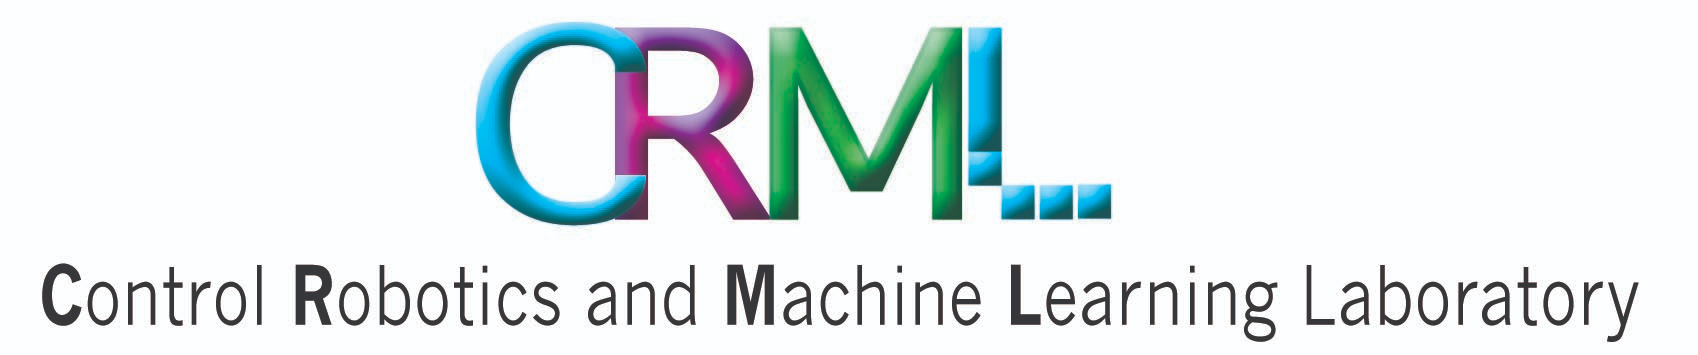 CRML
Control Robotics and Machine Learning Laboratory